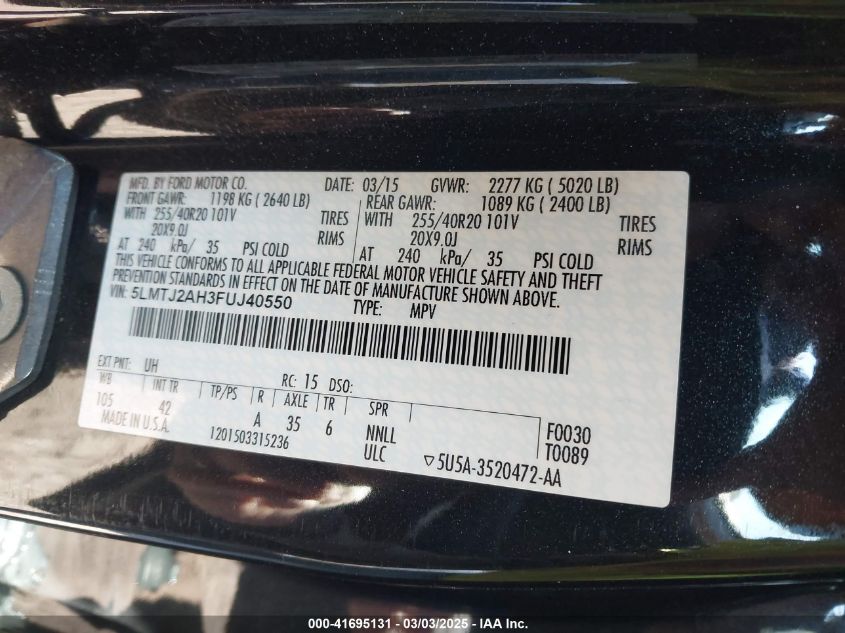 MFD. BY FORD MOTOR CO. DATE: 03/15 GVWR: 2277 KG ( 5020 LB)
FRONT GAWR: 1198 KG ( 2640 LB) REAR GAWR: 1089 KG ( 2400 LB)
WITH 255/40R20 101V TIRES WITH 255/40R20 101V TIRES
20X9.0J RIMS 20X9.0J RIMS
AT 240 kPa/ 35 PSI COLD AT 240 kPa/ 35 PSI COLD
THIS VEHICLE CONFORMS TO ALL APPLICABLE FEDERAL MOTOR VEHICLE SAFETY AND THEFT
PREVENTION STANDARDS IN EFFECT ON THE DATE OF MANUFACTURE SHOWN ABOVE.
VIN: 5LMTJ2AH3FUJ40550 TYPE: MPV
EXT PNT: UH RC: 15 DSO:
WB INT TR TP/PS R AXLE TR SPR
105 42 A 35 6 NNLL F0030
MADE IN U.S.A. 1201503315236 ULC T0089
▽5U5A-3520472-AA
000-41695131 - 03/03/2025 - IAA Inc.